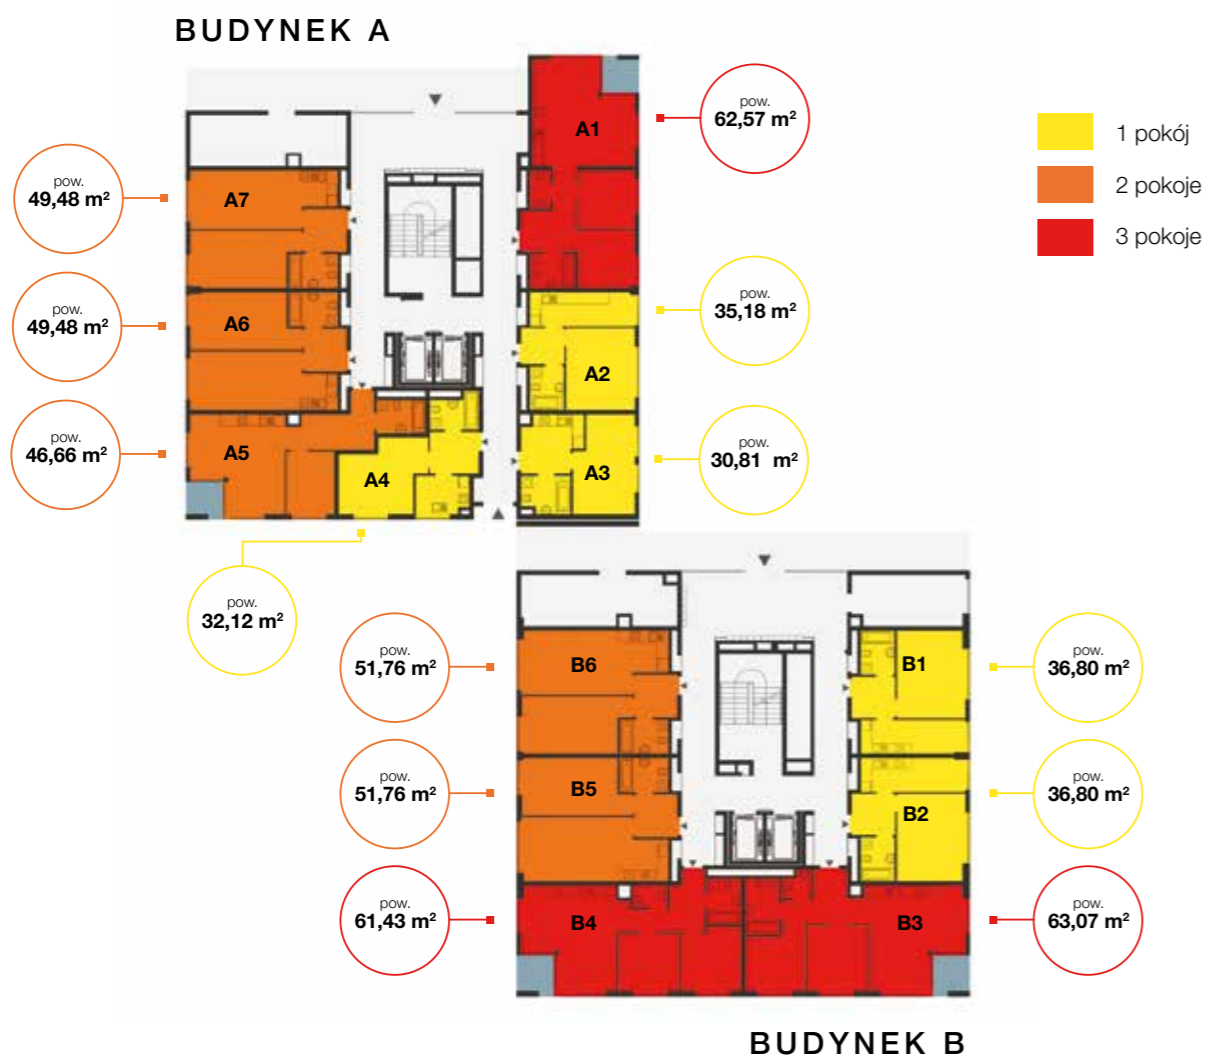 BUDYNEK A
A1
pow.
62,57 m²
1 pokój
2 pokoje
3 pokoje
pow.
49,48 m²
A7
pow.
49,48 m²
A6
pow.
35,18 m²
A2
pow.
46,66 m²
A5
A4
A3
pow.
30,81 m²
pow.
32,12 m²
pow.
51,76 m²
B6
B1
pow.
36,80 m²
pow.
51,76 m²
B5
B2
pow.
36,80 m²
pow.
61,43 m²
B4
B3
pow.
63,07 m²
BUDYNEK B